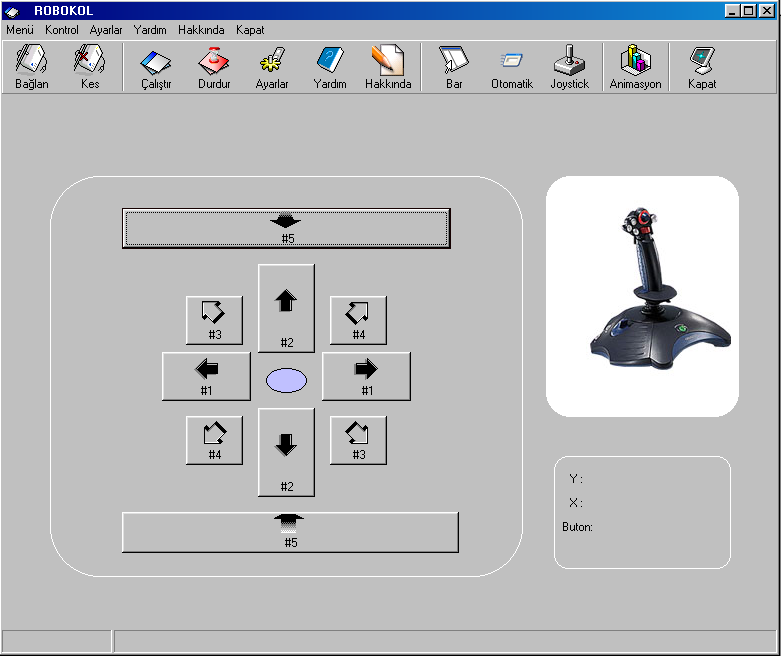 ROBOKOL
Menü Kontrol Ayarlar Yardım Hakkında Kapat
Bağlan Kes Çalıştır Durdur Ayarlar Yardım Hakkında Bar Otomatik Joystick Animasyon Kapat
#5
#3 #2 #4
#1 #1
#4 #2 #3
#5
Y:
X:
Buton: